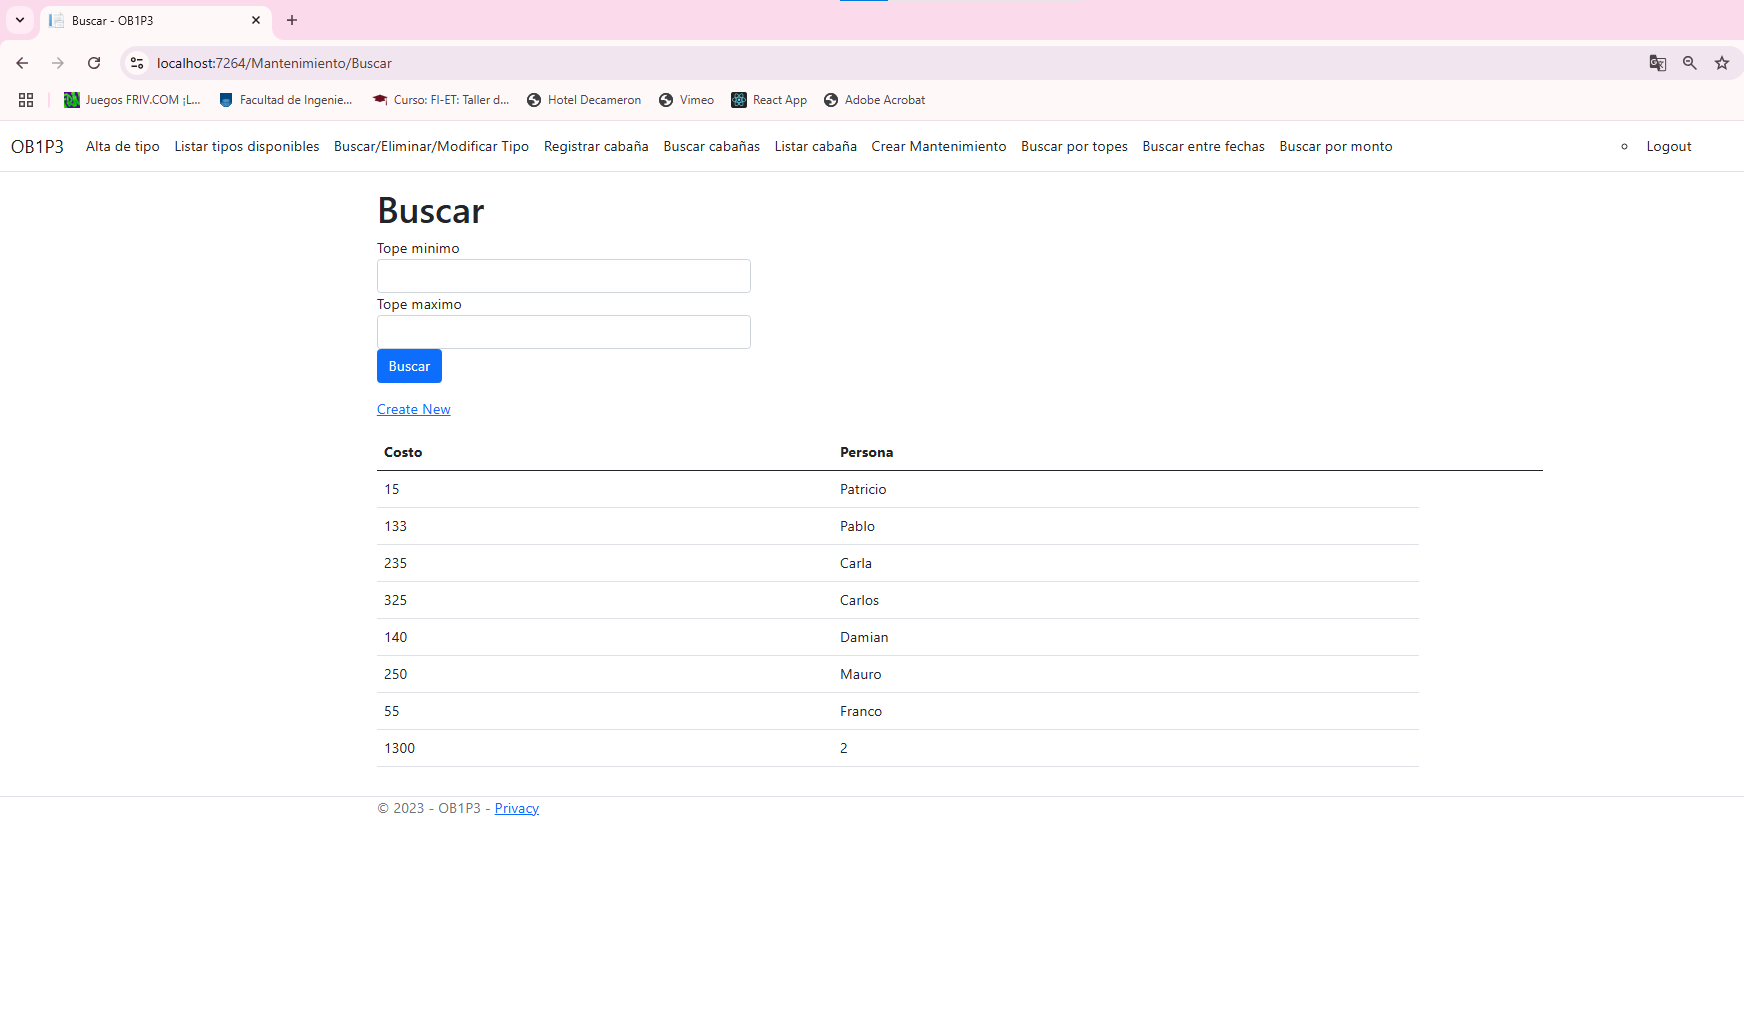 Buscar - OB1P3
localhost:7264/Mantenimiento/Buscar
Juegos FRIV.COM ¡L... Facultad de Ingenie... Curso: FI-ET: Taller d... Hotel Decameron Vimeo React App Adobe Acrobat
OB1P3 Alta de tipo Listar tipos disponibles Buscar/Eliminar/Modificar Tipo Registrar cabaña Buscar cabañas Listar cabaña Crear Mantenimiento Buscar por topes Buscar entre fechas Buscar por monto Logout
Buscar
Tope minimo
Tope maximo
Buscar
Create New
Costo Persona
15 Patricio
133 Pablo
235 Carla
325 Carlos
140 Damian
250 Mauro
55 Franco
1300 2
© 2023 - OB1P3 - Privacy